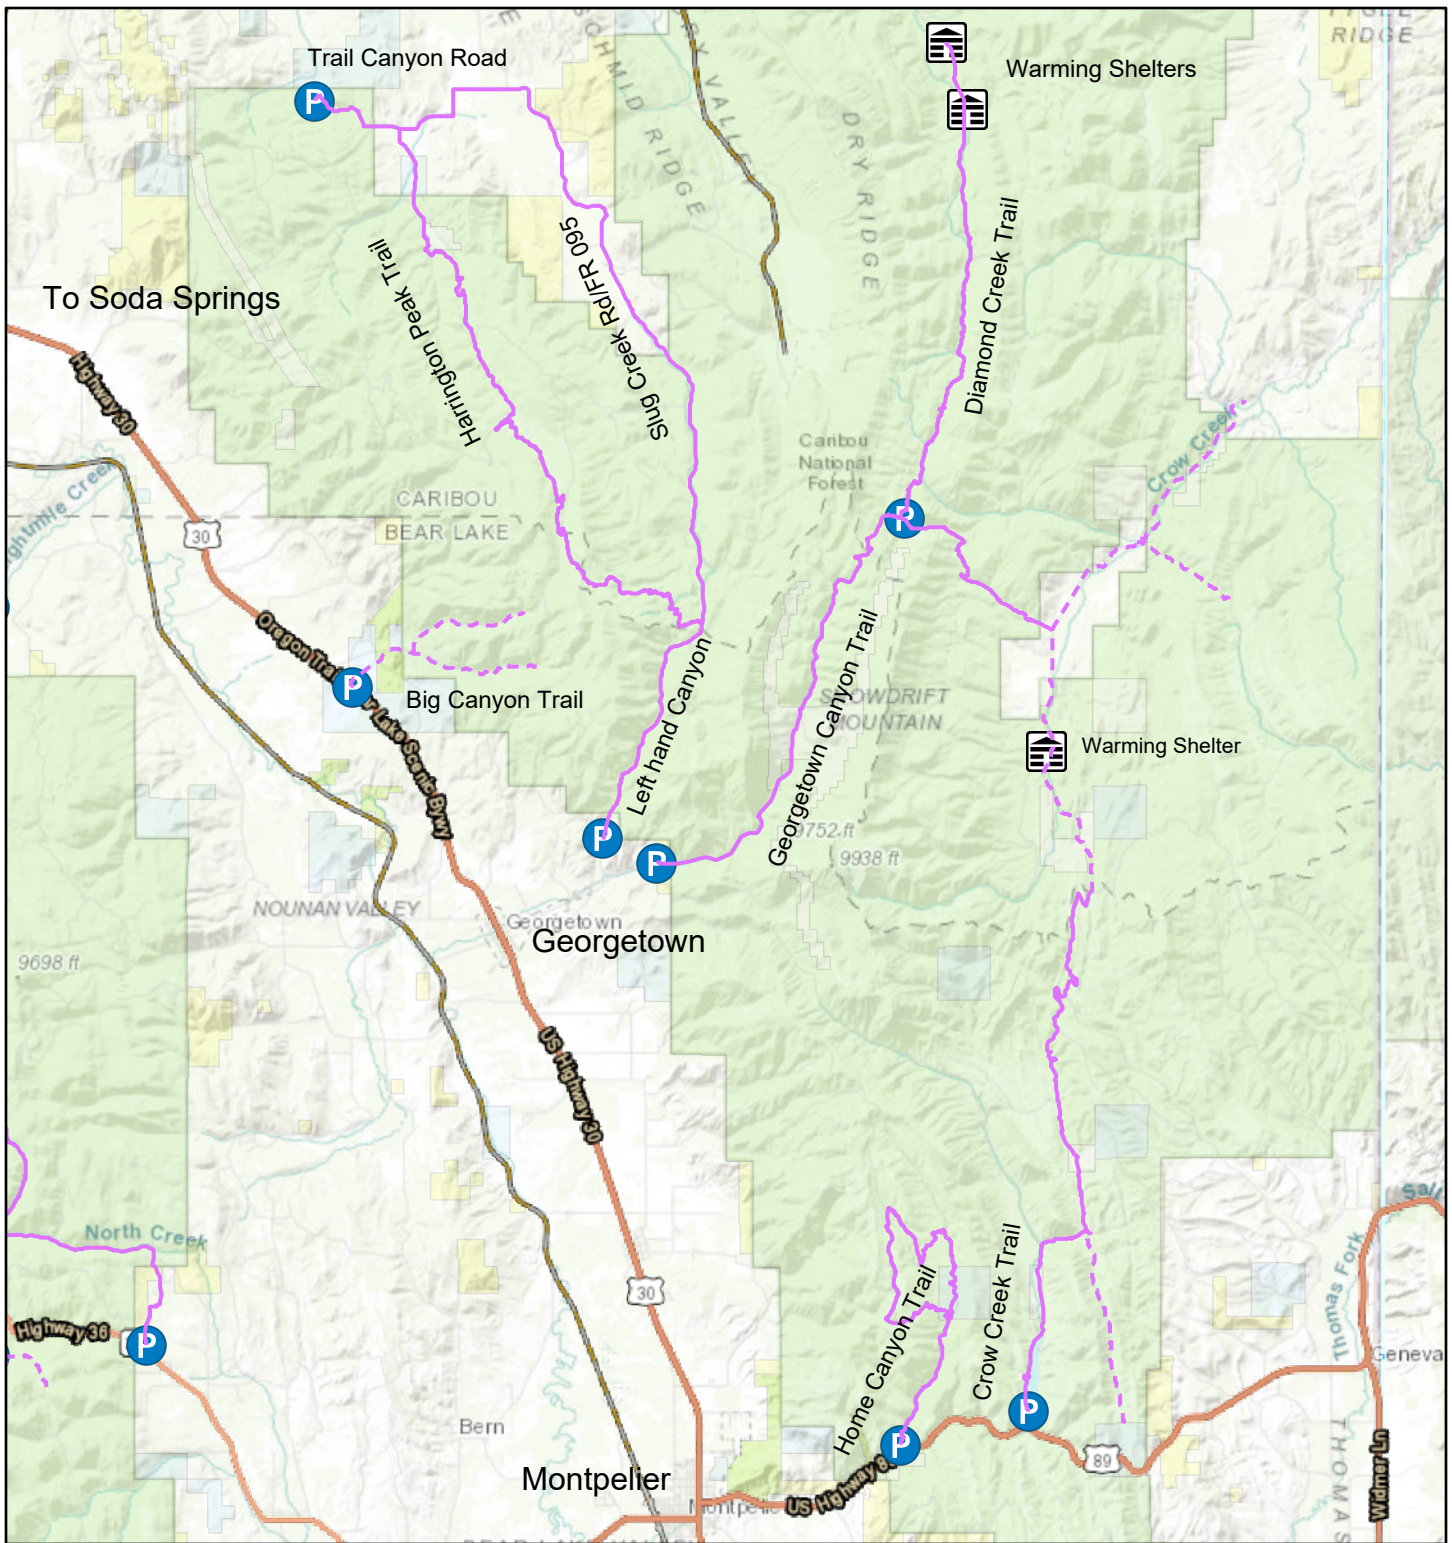 Trail Canyon Road
Warming Shelters
RIDGE
SCHMID RIDGE
DRY VALLEY
DRY RIDGE
To Soda Springs
Harrington Peak Trail
Slug Creek Rd/FR 095
Diamond Creek Trail
Highway 30
Caribou
National
Forest
Crow Creek
CARIBOU
BEAR LAKE
30
P
P
P
P
P
P
P
P
Big Canyon Trail
Left hand Canyon
Georgetown Canyon Trail
SNOWDRIFT
MOUNTAIN
Warming Shelter
9752 ft
9938 ft
NOUNAN VALLEY
Georgetown
Georgetown
9698 ft
US Highway 30
North Creek
Highway 36
30
Home Canyon Trail
Crow Creek Trail
Thomas Fork
Geneva
Bern
Montpelier
US Highway
89
Widmer Ln